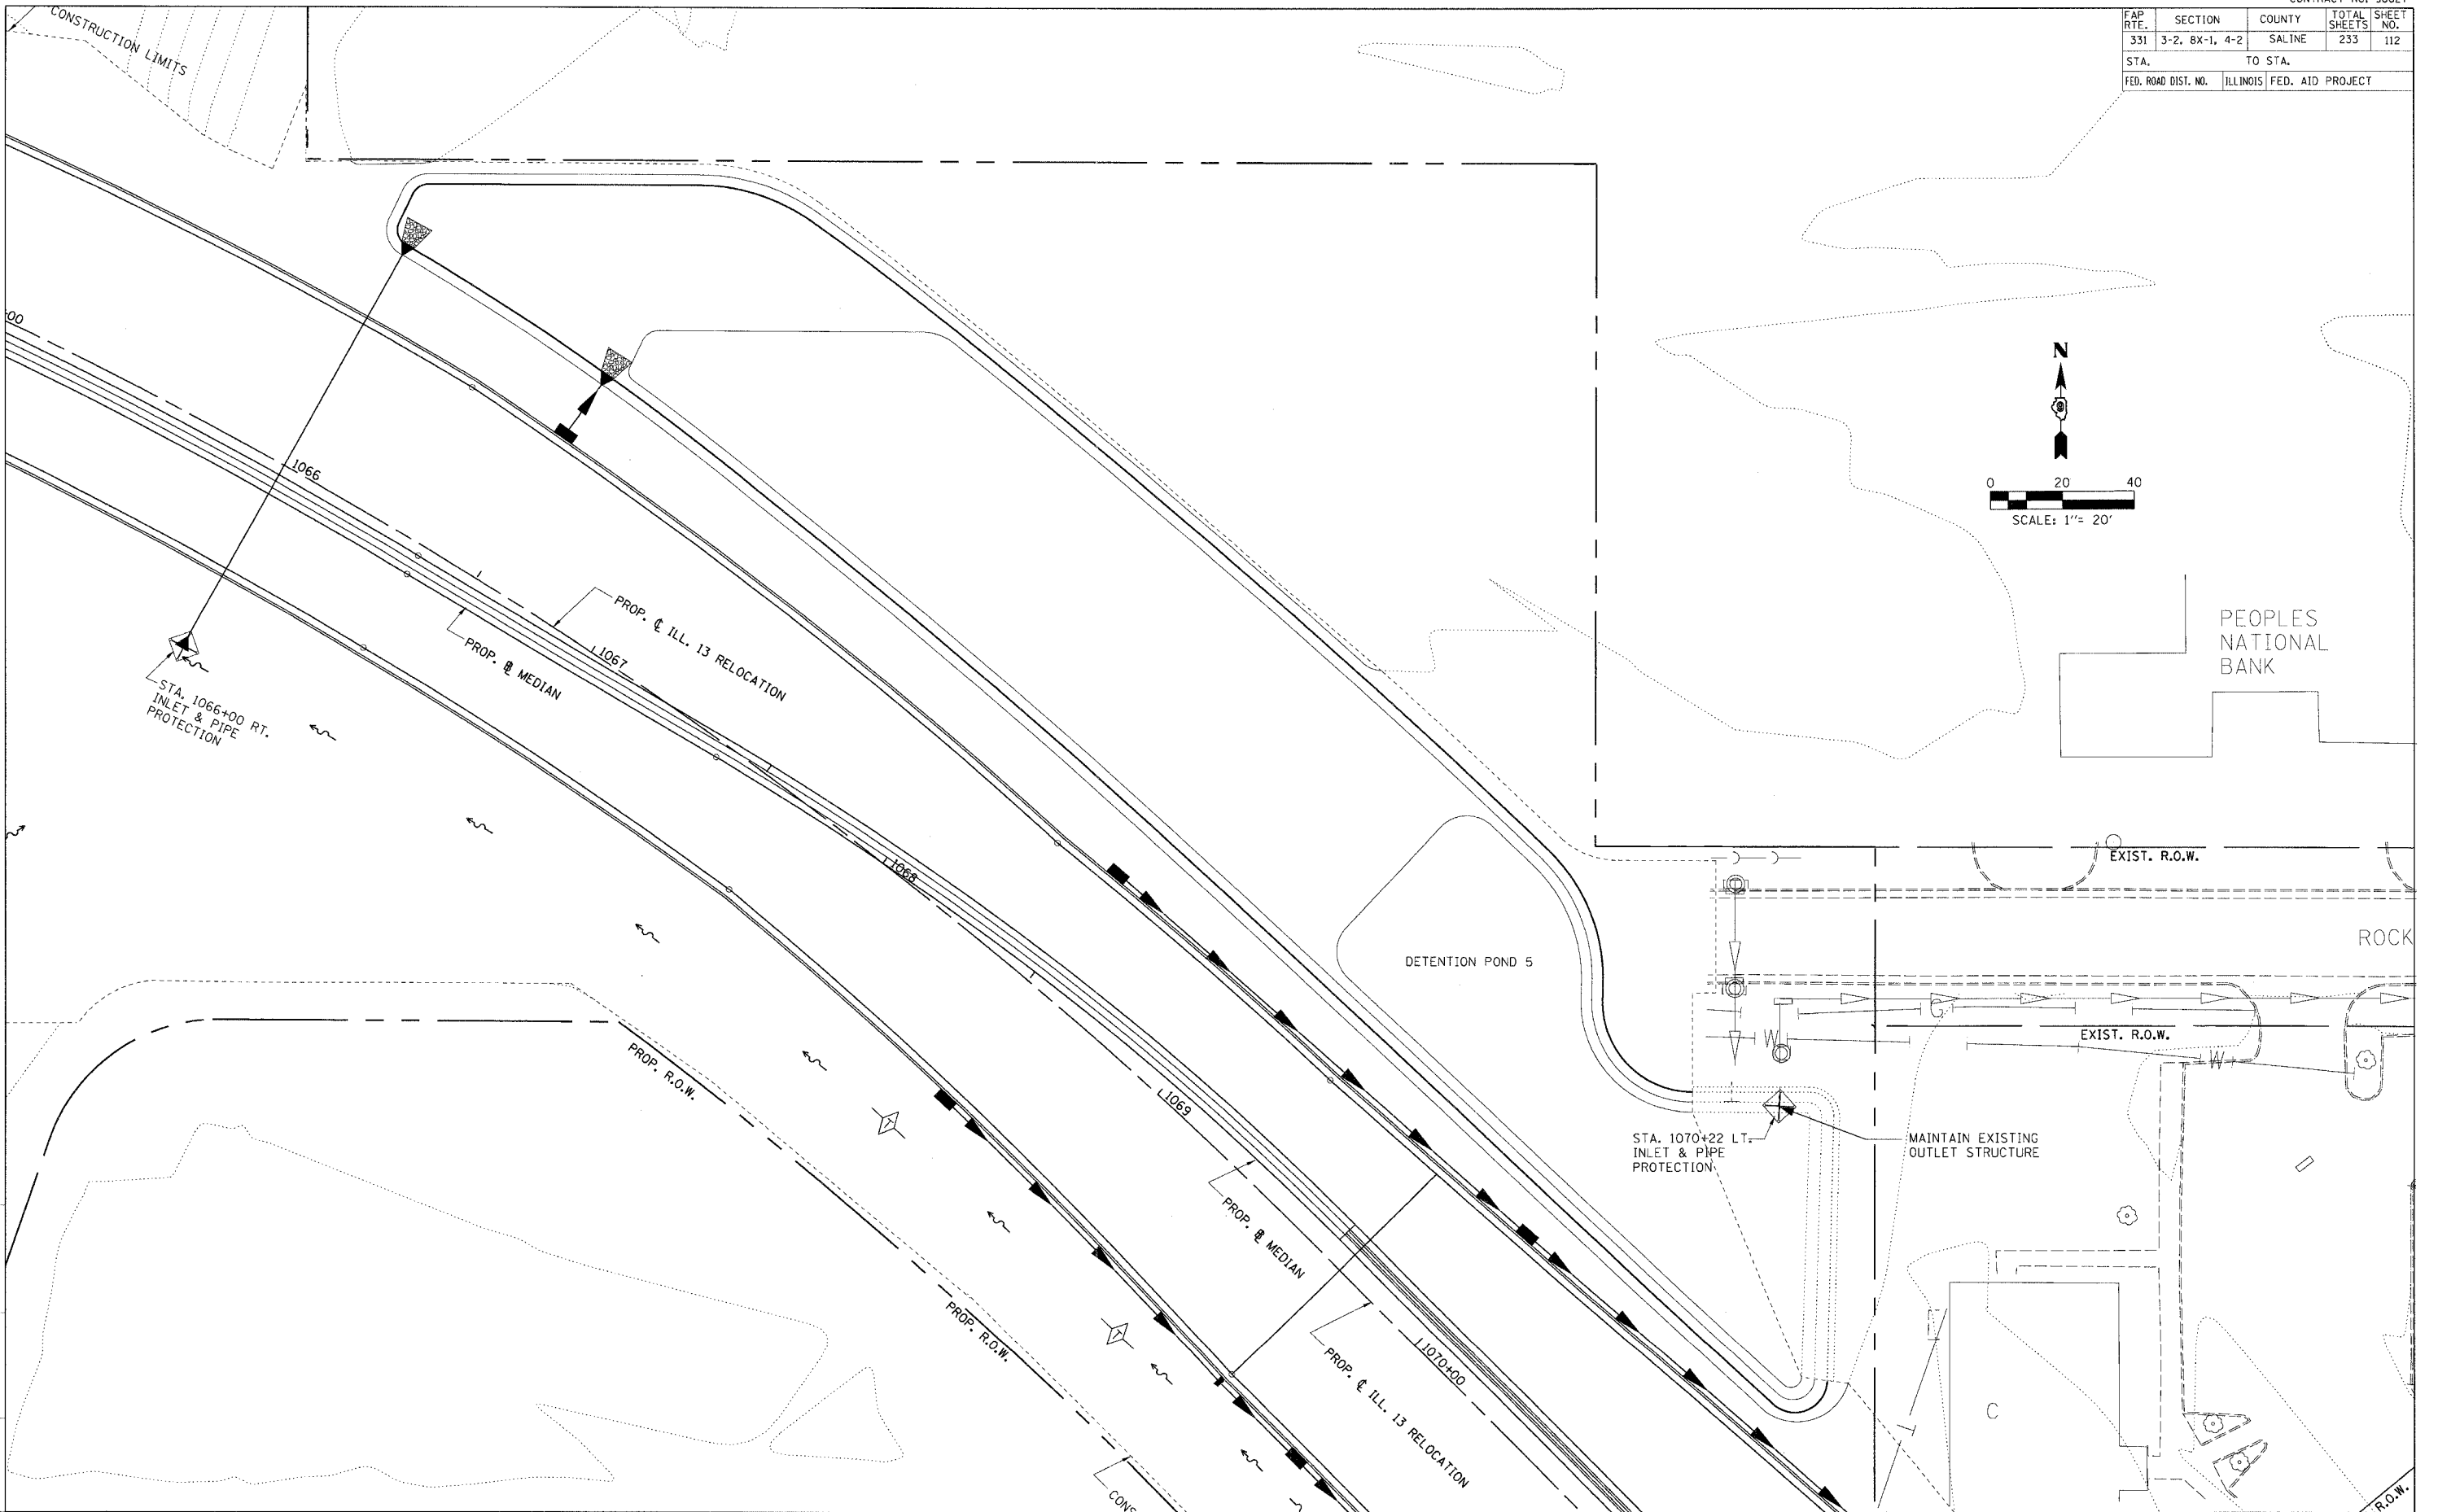 FAP RTE. SECTION COUNTY TOTAL SHEETS SHEET NO.
331 3-2, 8X-1, 4-2 SALINE 233 112
STA. TO STA.
FED. ROAD DIST. NO. ILLINOIS FED. AID PROJECT
CONSTRUCTION LIMITS
N
0 20 40
SCALE: 1"= 20'
00
1066
PROP. ℄ ILL. 13 RELOCATION
1067
PROP. MEDIAN
STA. 1066+00 RT.
INLET & PIPE
PROTECTION
PEOPLES
NATIONAL
BANK
1068
EXIST. R.O.W.
ROCK
DETENTION POND 5
G
W
EXIST. R.O.W.
W
PROP. R.O.W.
1069
T
STA. 1070+22 LT.
INLET & PIPE
PROTECTION
MAINTAIN EXISTING
OUTLET STRUCTURE
PROP. MEDIAN
PROP. R.O.W.
T
1070+00
PROP. ℄ ILL. 13 RELOCATION
C
T
CONS
R.O.W.